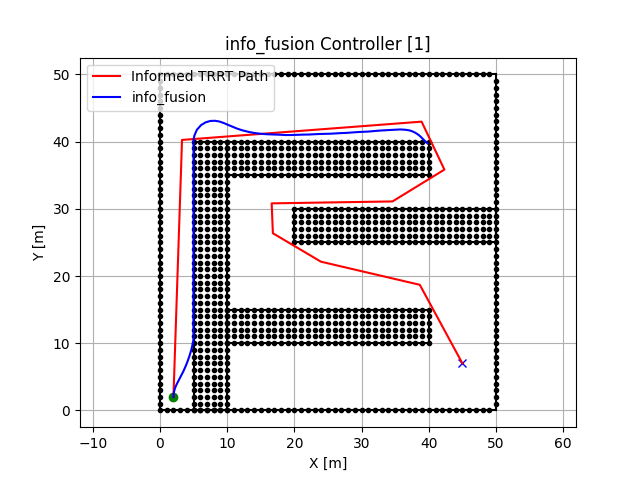 info_fusion Controller [1]
Informed TRRT Path
info_fusion
50
40
30
20
10
0
Y [m]
−10
0
10
20
30
40
50
60
X [m]